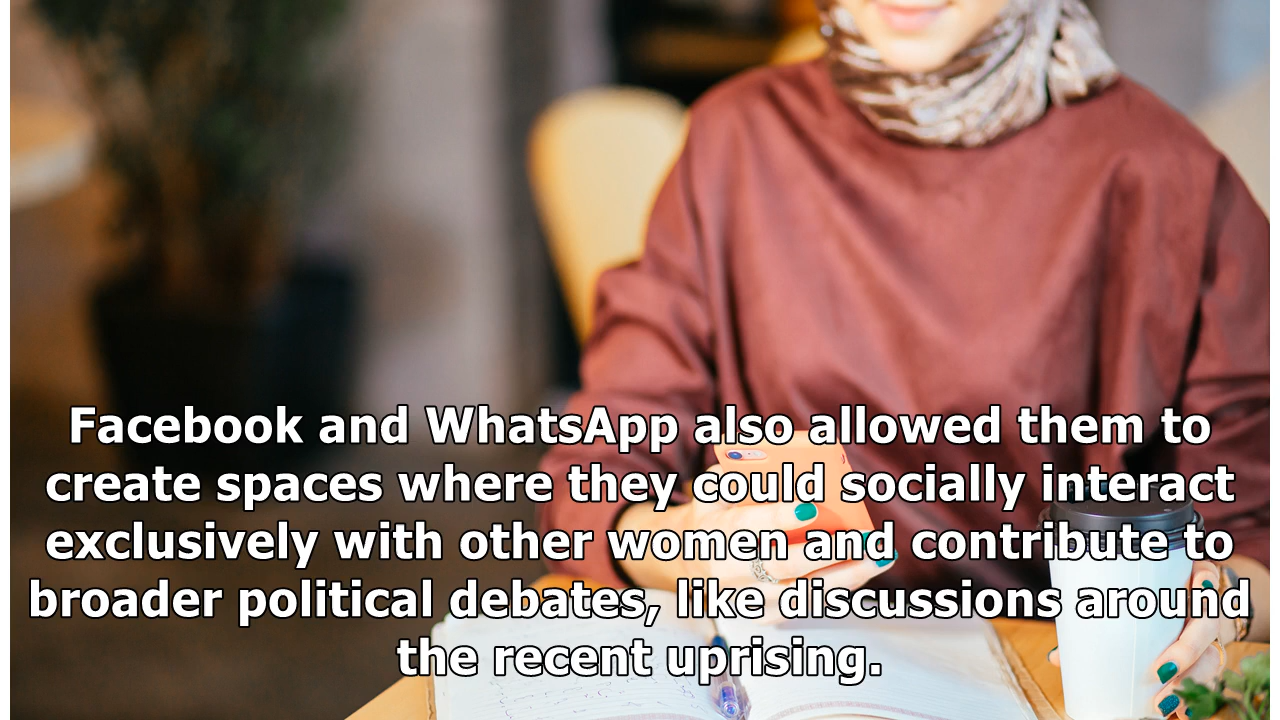 Facebook and WhatsApp also allowed them to
create spaces where they could socially interact
exclusively with other women and contribute to
broader political debates, like discussions around
the recent uprising.